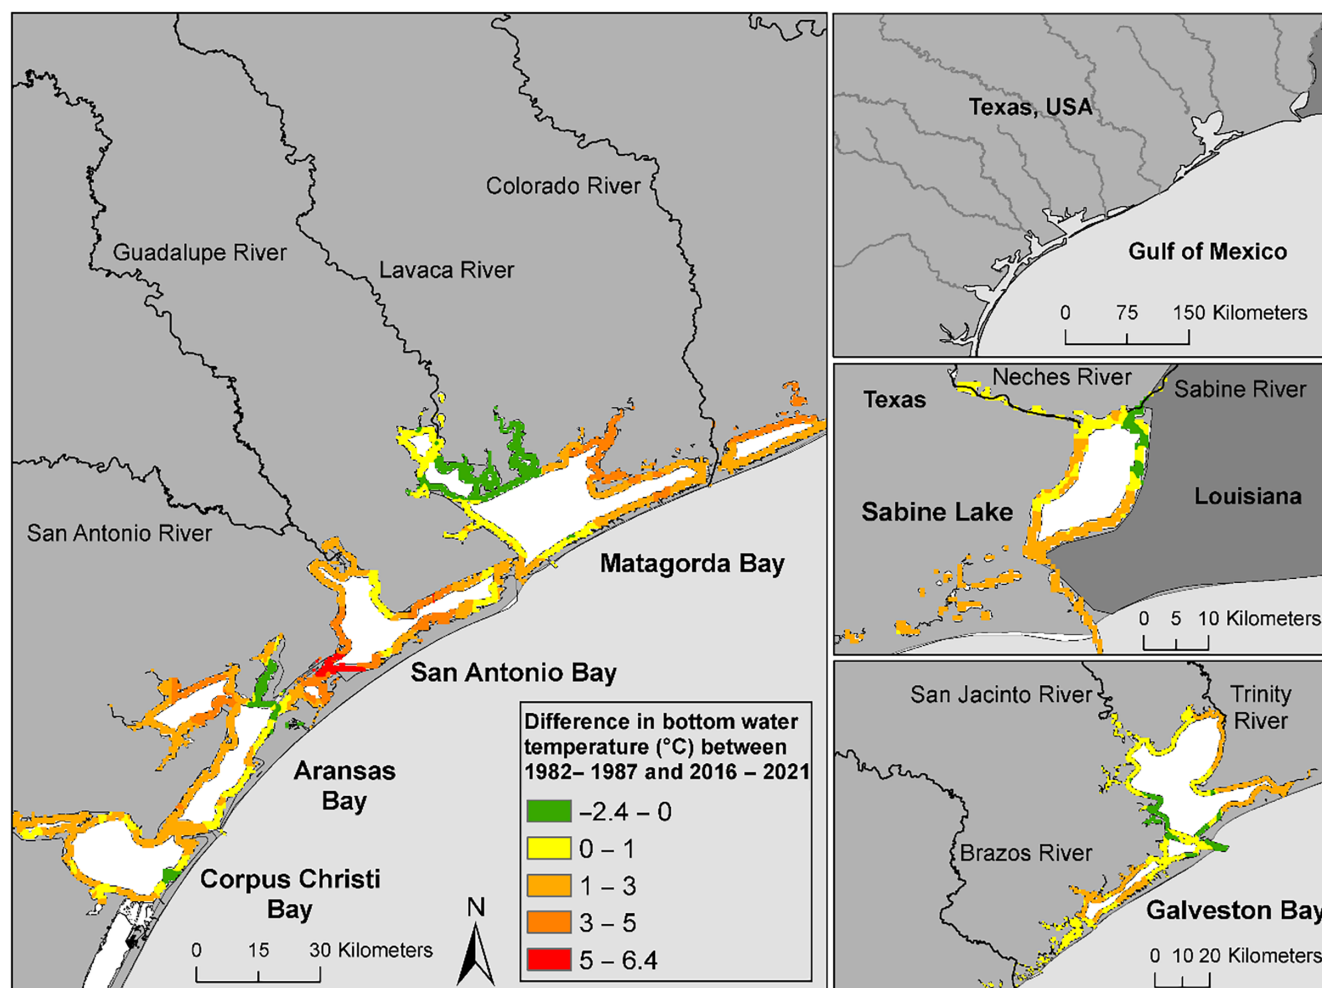 Colorado River
Guadalupe River
Lavaca River
San Antonio River
Matagorda Bay
San Antonio Bay
Aransas
Bay
Corpus Christi
Bay
0 15 30 Kilometers
N
Difference in bottom water
temperature (°C) between
1982– 1987 and 2016 – 2021
–2.4 – 0
0 – 1
1 – 3
3 – 5
5 – 6.4
Texas, USA
Gulf of Mexico
0 75 150 Kilometers
Neches River
Sabine River
Texas
Sabine Lake
Louisiana
0 5 10 Kilometers
San Jacinto River
Trinity
River
Brazos River
Galveston Bay
0 10 20 Kilometers